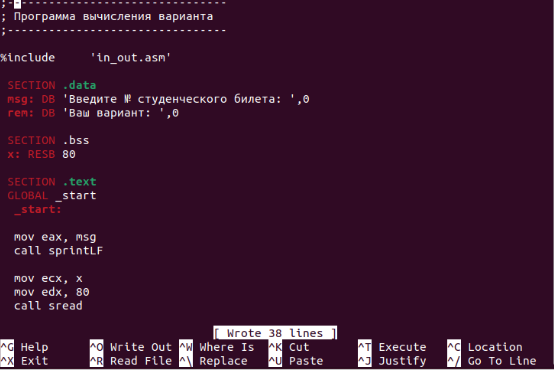 ;--------------------------------
; Программа вычисления варианта
;--------------------------------
%include 'in_out.asm'
SECTION .data
msg: DB 'Введите № студенческого билета: ',0
rem: DB 'Ваш вариант: ',0
SECTION .bss
x: RESB 80
SECTION .text
GLOBAL _start
_start:
mov eax, msg
call sprintLF
mov ecx, x
mov edx, 80
call sread
[ Wrote 38 lines ]
^G Help ^O Write Out ^W Where Is ^K Cut ^T Execute ^C Location
^X Exit ^R Read File ^\ Replace ^U Paste ^J Justify ^/ Go To Line